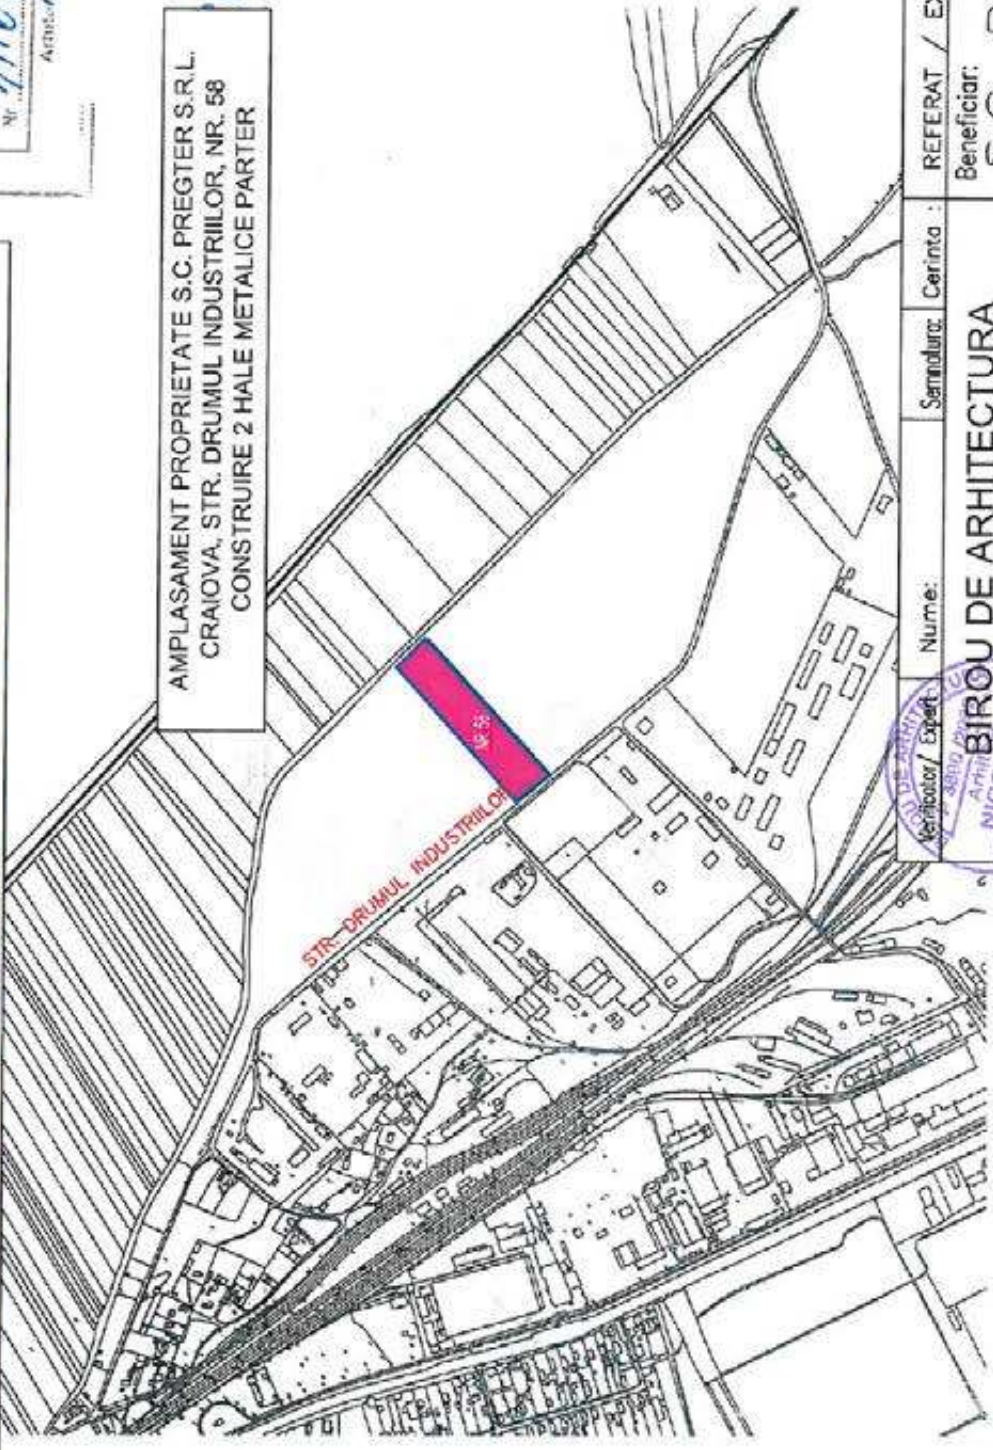 Nr
AMPLASAMENT PROPRIETATE S.C. PREGTER S.R.L.
CRAIOVA, STR. DRUMUL INDUSTRIILOR, NR. 58
CONSTRUIRE 2 HALE METALICE PARTER
NR 58
STR. DRUMUL INDUSTRIILOR
Verificator/ Expert
Nume:
Semnatura:
Cerinta :
REFERAT / EX
BIROU DE ARHITECTURA
Beneficiar: